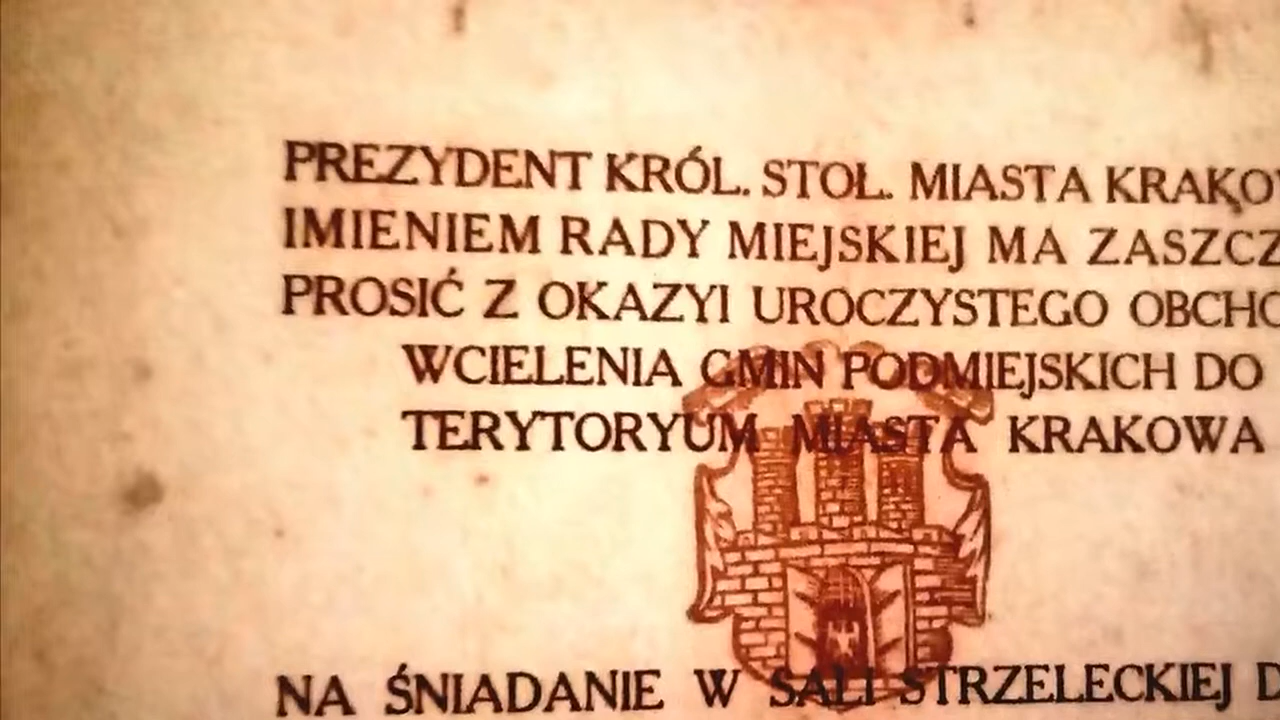 PREZYDENT KRÓL. STOŁ. MIASTA KRAKO
IMIENIEM RADY MIEJSKIEJ MA ZASZCZ
PROSIĆ Z OKAZYI UROCZYSTEGO OBCHO
WCIELENIA GMIN PODMIEJSKICH DO
TERYTORYUM MIASTA KRAKOWA
NA ŚNIADANIE W SALI STRZELECKIEJ D